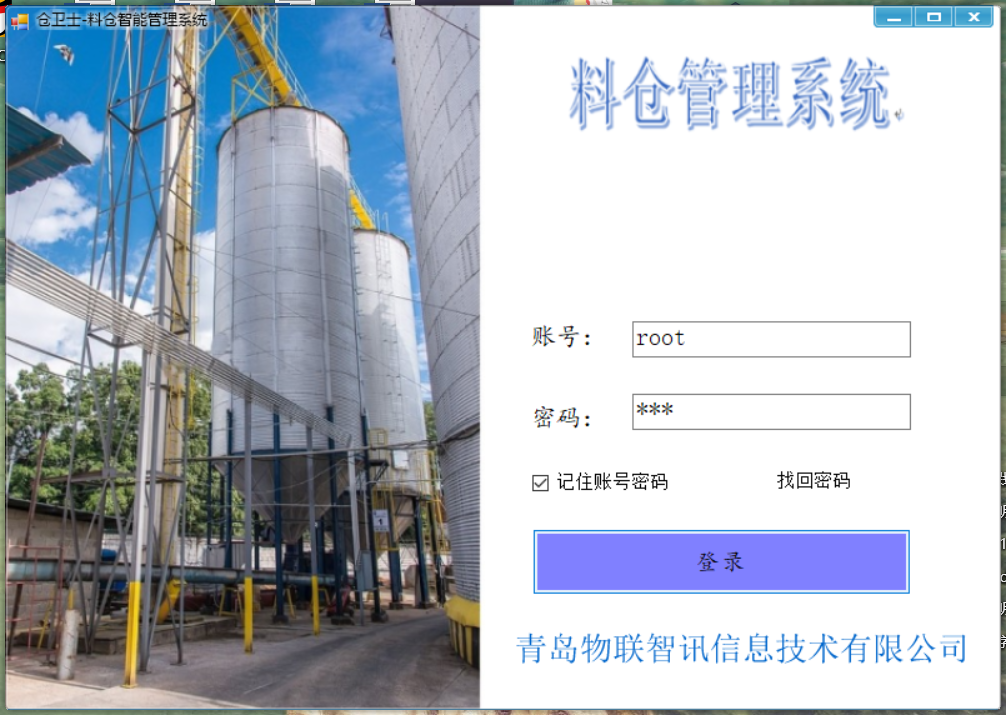 仓卫士-料仓智能管理系统
料仓管理系统
账号： root
密码： ***
记住账号密码 找回密码
登录
青岛物联智讯信息技术有限公司